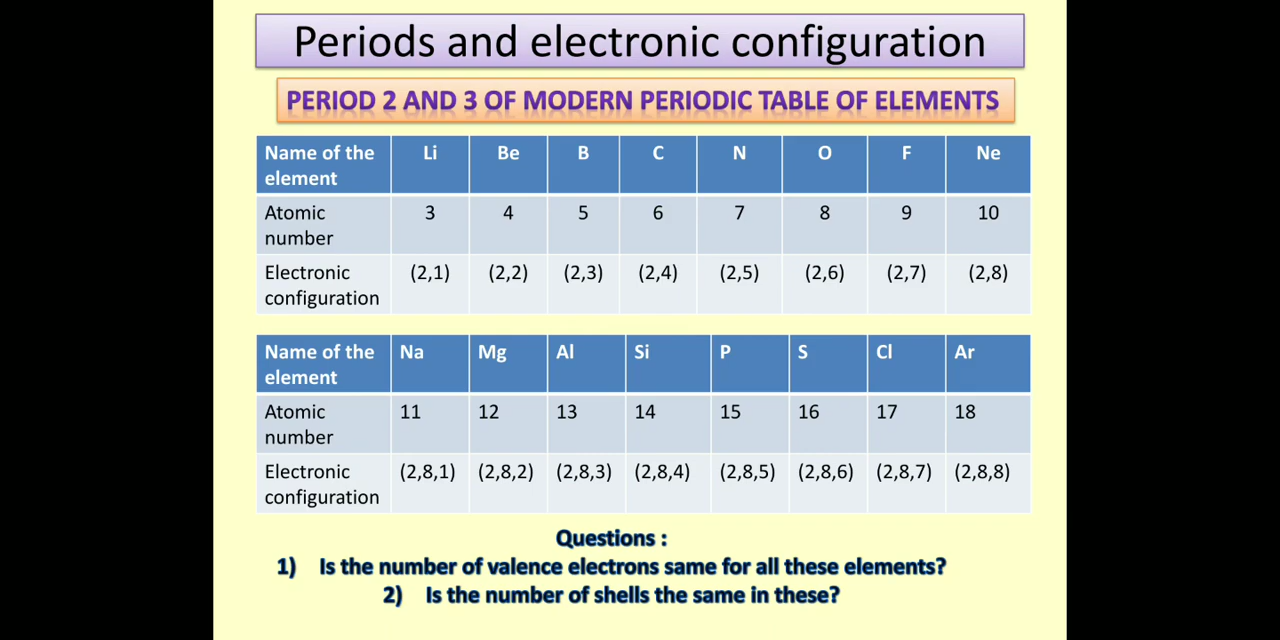 Periods and electronic configuration
PERIOD 2 AND 3 OF MODERN PERIODIC TABLE OF ELEMENTS
Name of the element Li Be B C N O F Ne
Atomic number 3 4 5 6 7 8 9 10
Electronic configuration (2,1) (2,2) (2,3) (2,4) (2,5) (2,6) (2,7) (2,8)
Name of the element Na Mg Al Si P S Cl Ar
Atomic number 11 12 13 14 15 16 17 18
Electronic configuration (2,8,1) (2,8,2) (2,8,3) (2,8,4) (2,8,5) (2,8,6) (2,8,7) (2,8,8)
Questions :
1) Is the number of valence electrons same for all these elements?
2) Is the number of shells the same in these?